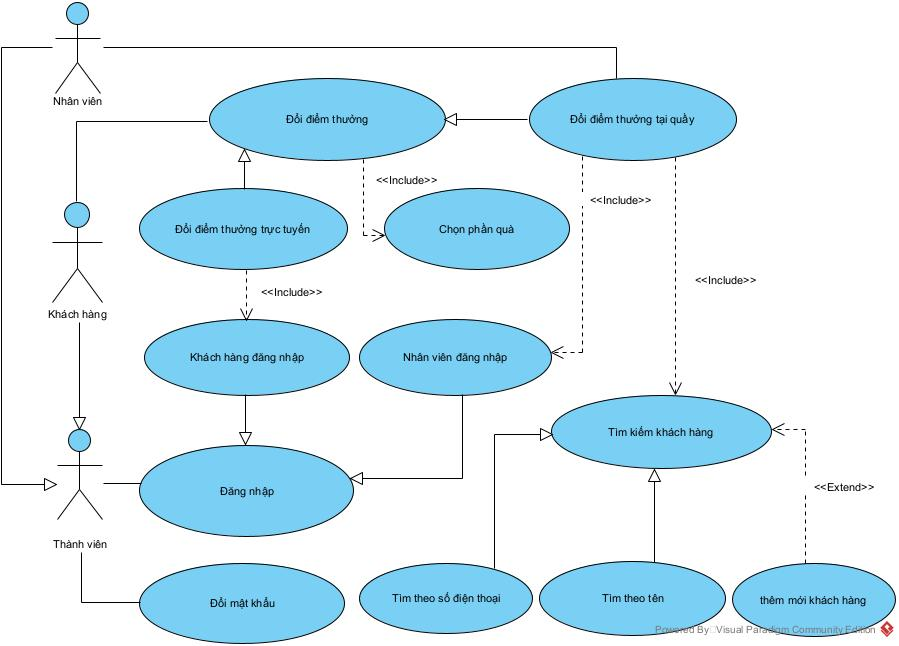 Nhân viên
Đổi điểm thưởng
Đổi điểm thưởng tại quầy
<<Include>>
<<Include>>
Đổi điểm thưởng trực tuyến
Chọn phần quà
<<Include>>
<<Include>>
Khách hàng
Khách hàng đăng nhập
Nhân viên đăng nhập
Tìm kiếm khách hàng
<<Extend>>
Đăng nhập
Thành viên
Đổi mật khẩu
Tìm theo số điện thoại
Tìm theo tên
thêm mới khách hàng
Powered By Visual Paradigm Community Edition